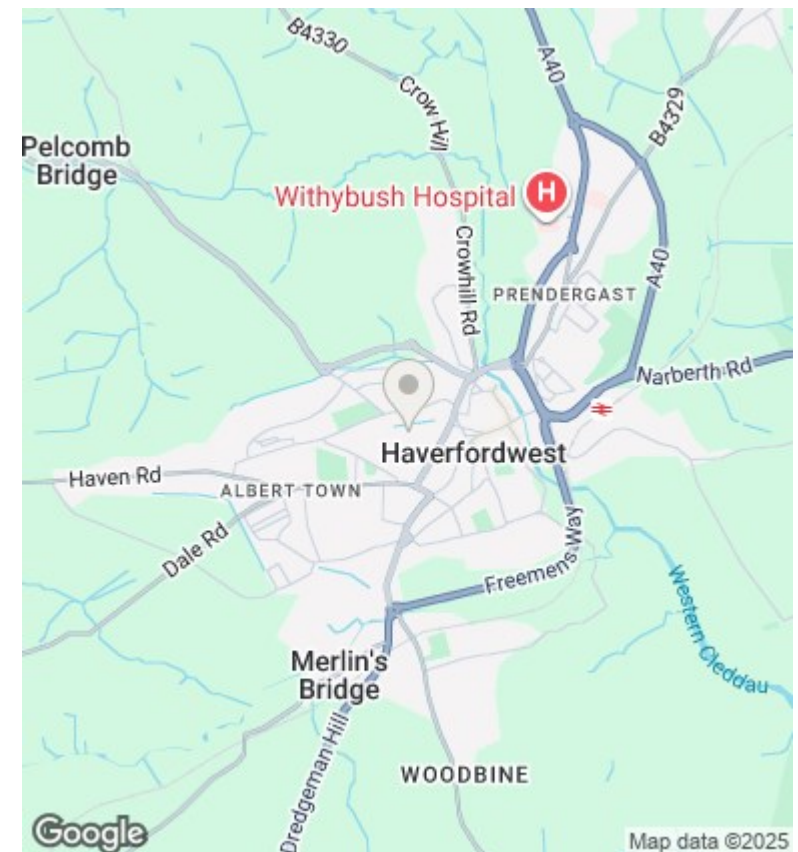 B4330
Crow Hill
A40
B4329
Pelcomb
Bridge
Withybush Hospital
H
Crowhill Rd
A40
PRENDERGAST
Narberth Rd
Haverfordwest
Haven Rd
ALBERT TOWN
Dale Rd
Freemens Way
Western Cleddau
Merlin's
Bridge
Dredgeman Hill
WOODBINE
Google
Map data ©2025